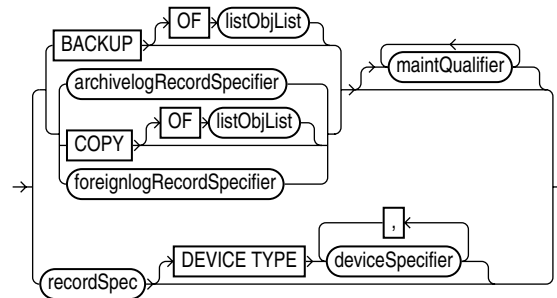 OF listObjList
BACKUP
maintQualifier
archivelogRecordSpecifier
OF listObjList
COPY
foreignlogRecordSpecifier
,
DEVICE TYPE deviceSpecifier
recordSpec